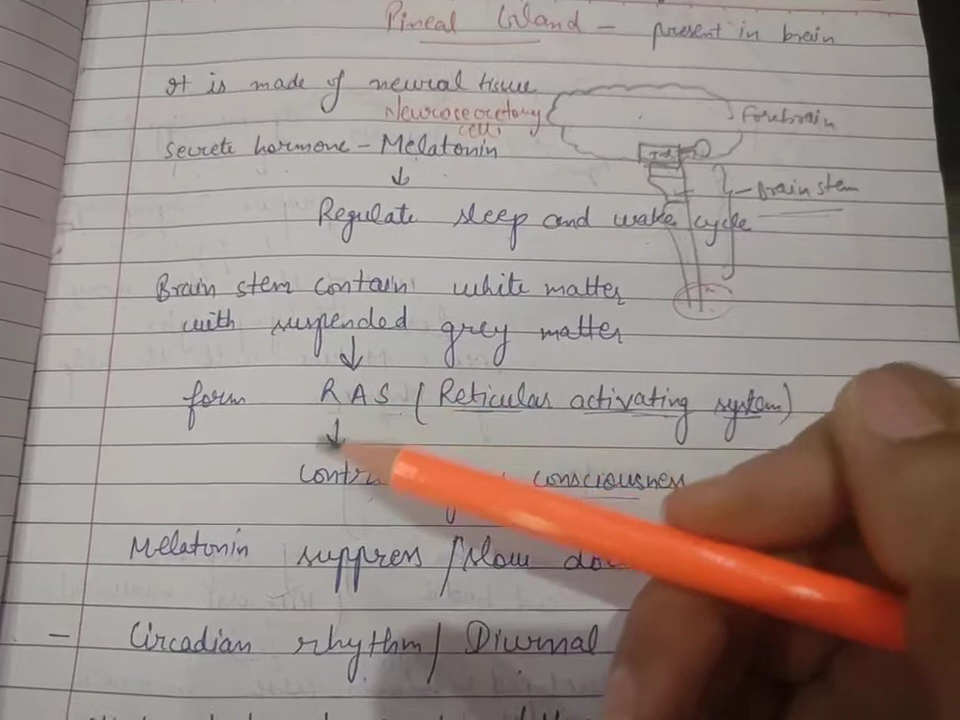 Pineal Gland - present in brain
It is made of neural tissue
Neurosecretory
cells
Forebrain
secrete hormone - Melatonin
Brain stem
↓
Regulate sleep and wake cycle
Brain stem contain white matter
with suspended grey matter
↓
form RAS (Reticular activating system)
↓
consciousness
Melatonin suppress / slow
- Circadian rhythm / Diurnal